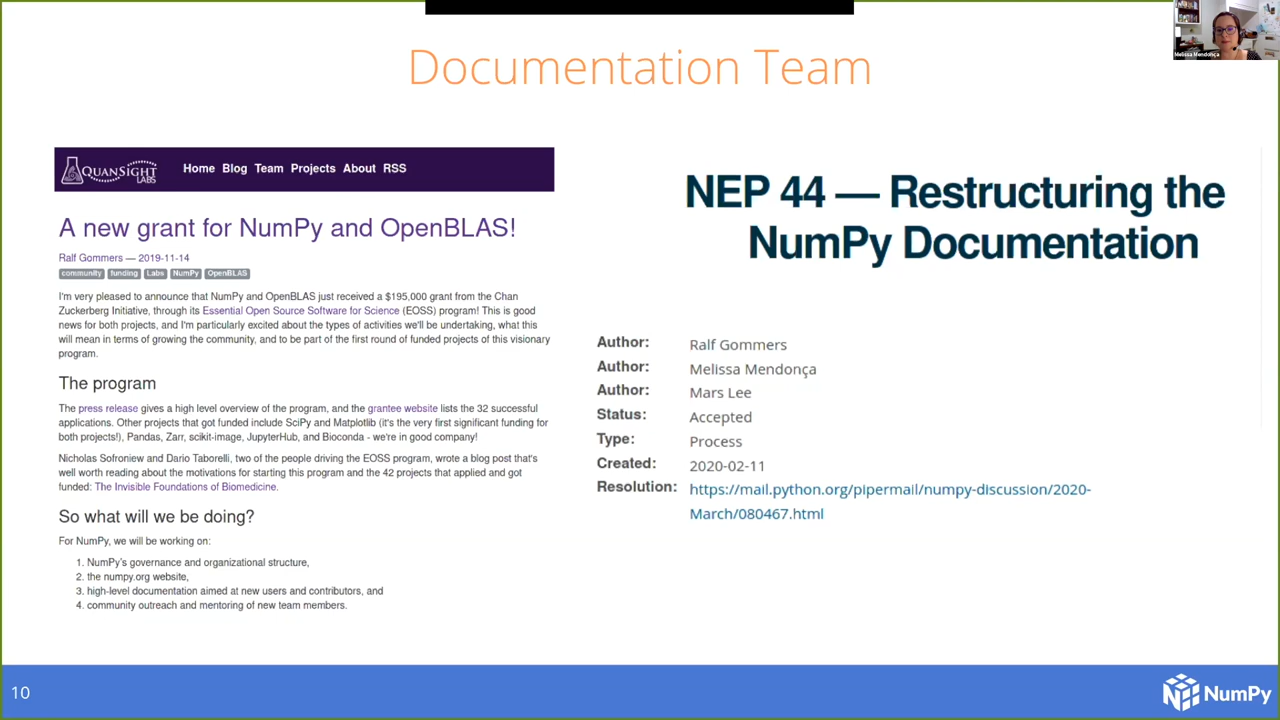 Melissa Mendonça
Documentation Team
QUANSIGHT
LABS
Home Blog Team Projects About RSS
A new grant for NumPy and OpenBLAS!
Ralf Gommers — 2019-11-14
community funding Labs NumPy OpenBLAS
I'm very pleased to announce that NumPy and OpenBLAS just received a $195,000 grant from the Chan
Zuckerberg Initiative, through its Essential Open Source Software for Science (EOSS) program! This is good
news for both projects, and I'm particularly excited about the types of activities we'll be undertaking, what this
will mean in terms of growing the community, and to be part of the first round of funded projects of this visionary
program.
The program
The press release gives a high level overview of the program, and the grantee website lists the 32 successful
applications. Other projects that got funded include SciPy and Matplotlib (it's the very first significant funding for
both projects!), Pandas, Zarr, scikit-image, JupyterHub, and Bioconda - we're in good company!
Nicholas Sofroniew and Dario Taborelli, two of the people driving the EOSS program, wrote a blog post that's
well worth reading about the motivations for starting this program and the 42 projects that applied and got
funded: The Invisible Foundations of Biomedicine.
So what will we be doing?
For NumPy, we will be working on:
1. NumPy's governance and organizational structure,
2. the numpy.org website,
3. high-level documentation aimed at new users and contributors, and
4. community outreach and mentoring of new team members.
NEP 44 — Restructuring the
NumPy Documentation
Author: Ralf Gommers
Author: Melissa Mendonça
Author: Mars Lee
Status: Accepted
Type: Process
Created: 2020-02-11
Resolution: https://mail.python.org/pipermail/numpy-discussion/2020-
March/080467.html
10
NumPy